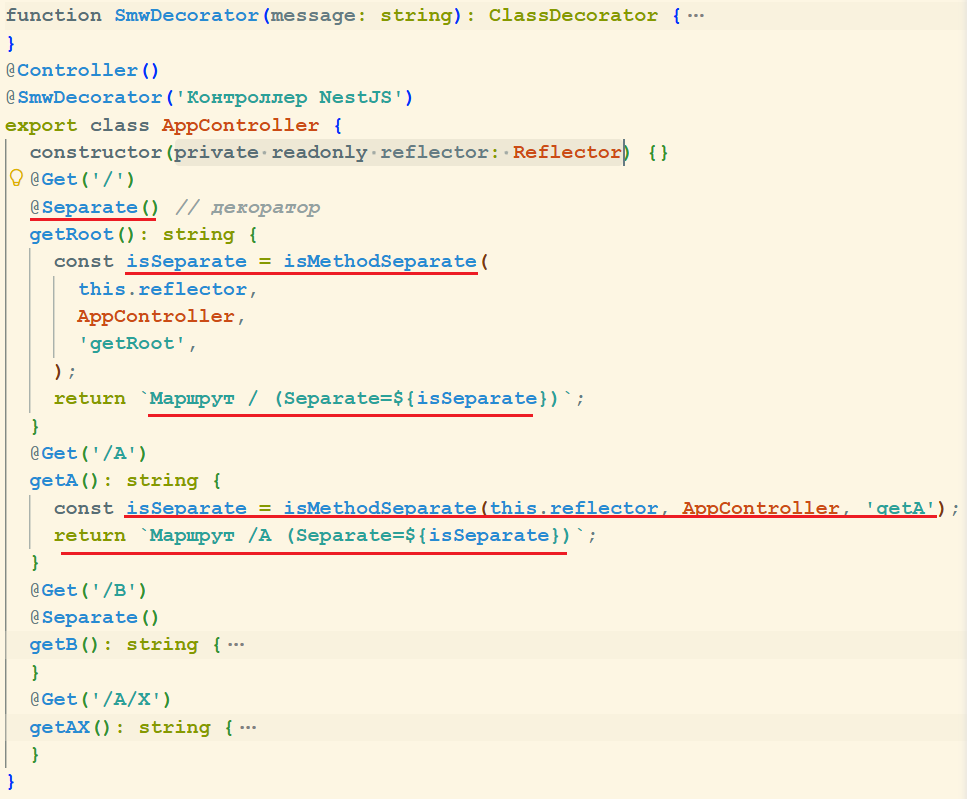 function SmwDecorator(message: string): ClassDecorator { ···
}
@Controller()
@SmwDecorator('Контроллер NestJS')
export class AppController {
  constructor(private·readonly·reflector:·Reflector) {}
  @Get('/')
  @Separate() // декоратор
  getRoot(): string {
    const isSeparate = isMethodSeparate(
      this.reflector,
      AppController,
      'getRoot',
    );
    return `Маршрут / (Separate=${isSeparate})`;
  }
  @Get('/A')
  getA(): string {
    const isSeparate = isMethodSeparate(this.reflector, AppController, 'getA');
    return `Маршрут /A (Separate=${isSeparate})`;
  }
  @Get('/B')
  @Separate()
  getB(): string { ···
  }
  @Get('/A/X')
  getAX(): string { ···
  }
}